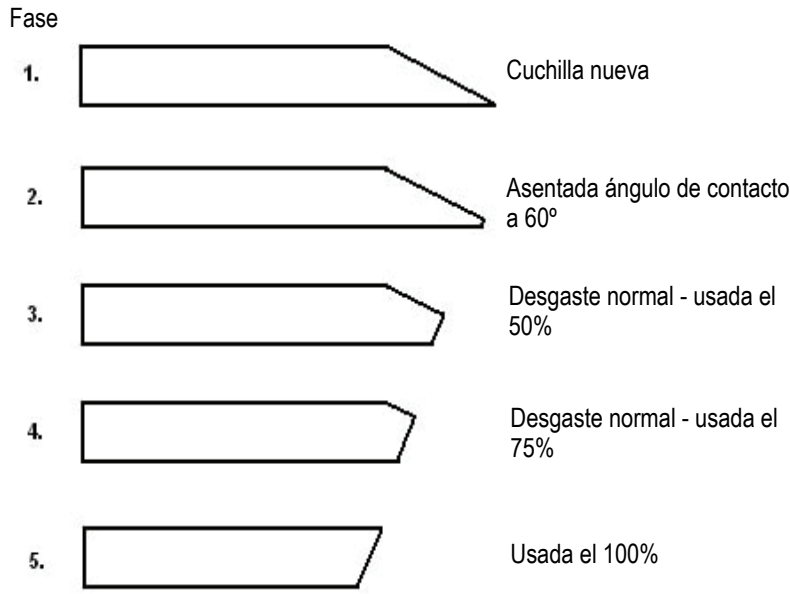 Fase
1.
Cuchilla nueva
2.
Asentada ángulo de contacto
a 60º
3.
Desgaste normal - usada el
50%
4.
Desgaste normal - usada el
75%
5.
Usada el 100%